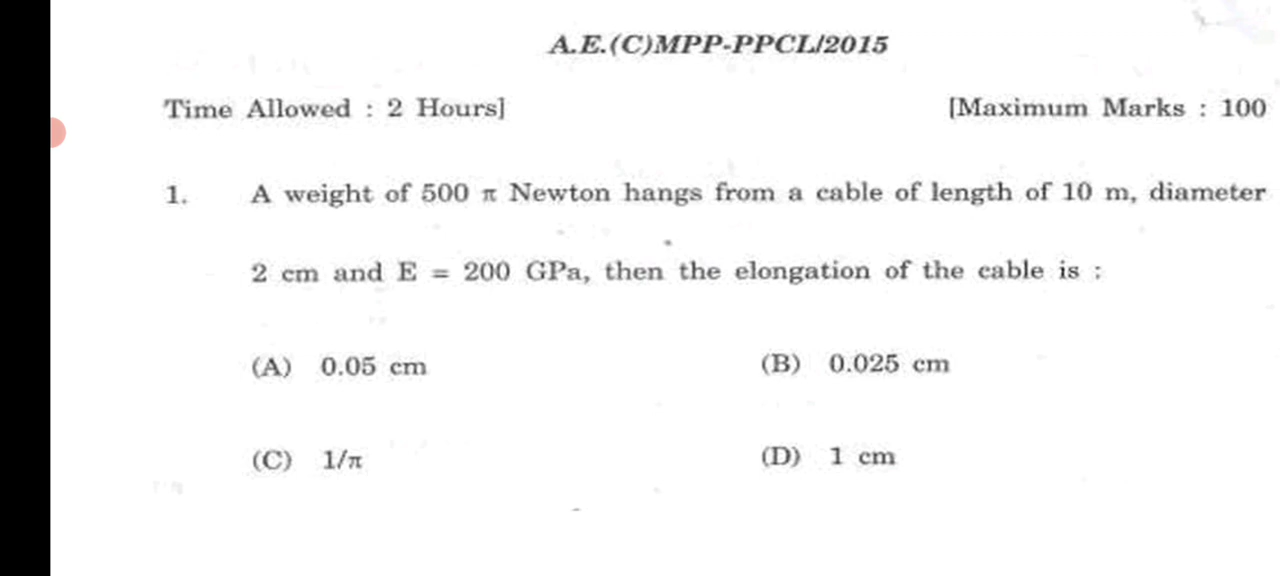 A.E.(C)MPP-PPCL/2015
Time Allowed : 2 Hours] [Maximum Marks : 100
1. A weight of 500 π Newton hangs from a cable of length of 10 m, diameter
2 cm and E = 200 GPa, then the elongation of the cable is :
(A) 0.05 cm (B) 0.025 cm
(C) 1/π (D) 1 cm